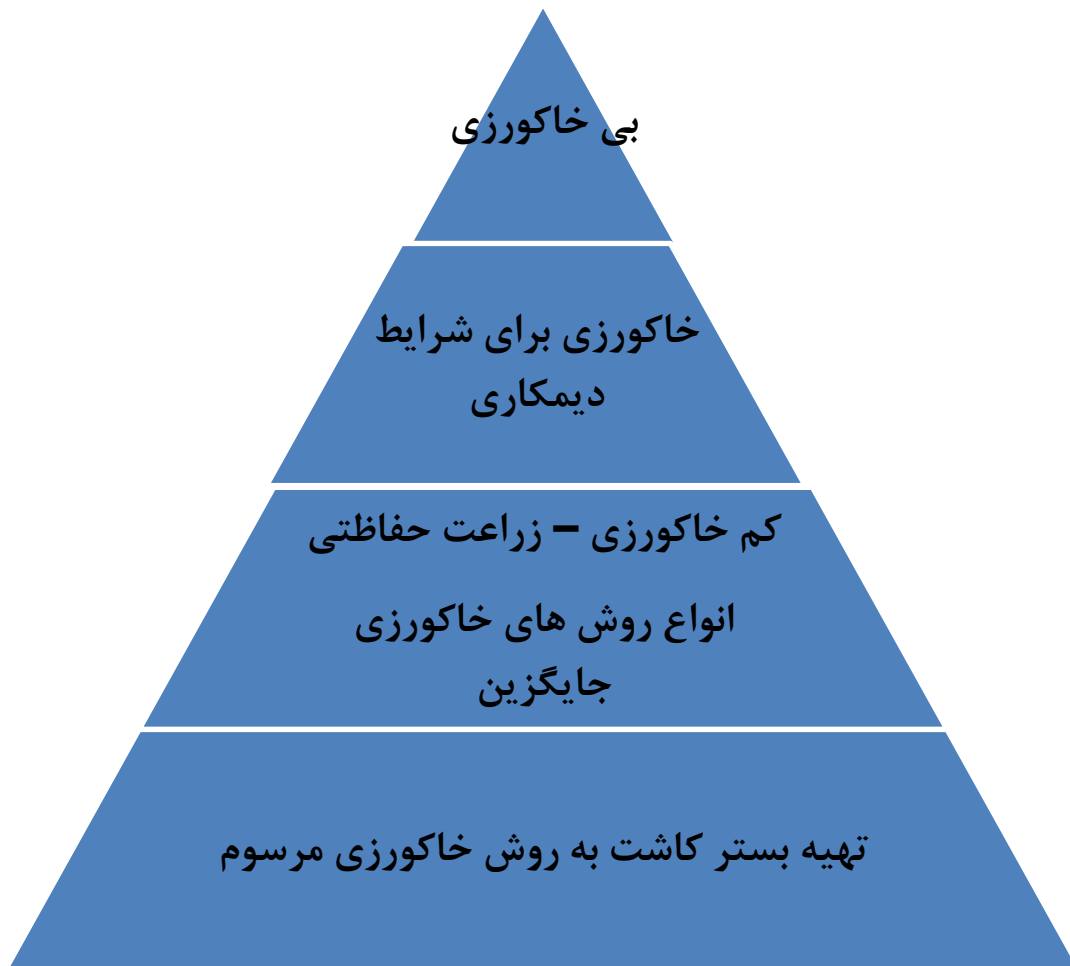 بی خاکورزی
خاکورزی برای شرایط
دیمکاری
کم خاکورزی – زراعت حفاظتی
انواع روش های خاکورزی
جایگزین
تهیه بستر کاشت به روش خاکورزی مرسوم